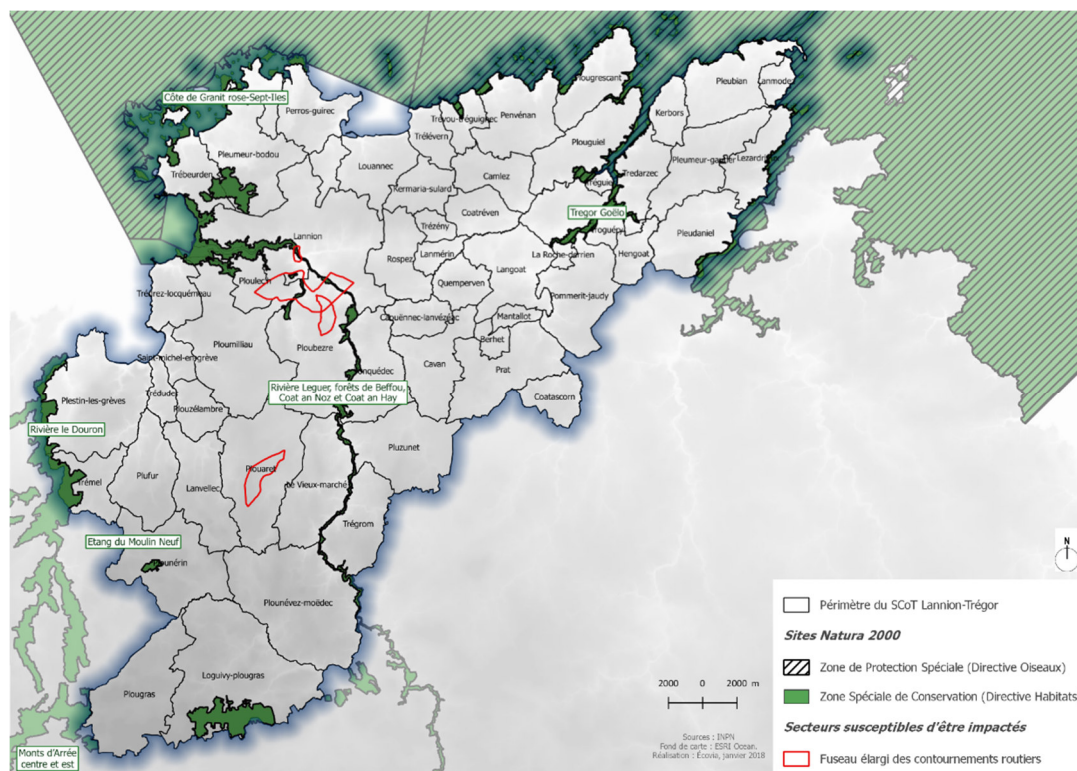 Côte de Granit rose-Sept-Iles
Perros-guirec
Pleumeur-bodou
Trébeurden
Louannec
Trélévern
Trévou-tréguignec
Penvénan
Plougrescant
Plouguiel
Camlez
Kermaria-sulard
Coatréven
Trézény
Lannion
Rospez
Lanmérin
Langoat
Quemperven
Pleubian
Lanmodez
Kerbors
Pleumeur-gautier
Lezardrieux
Tredarzec
Tréguier
Tregor Goëlo
Troguéry
Pleudaniel
La Roche-derrien
Hengoat
Pommerit-jaudy
Mantallot
Berhet
Caouënnec-lanvézéac
Cavan
Prat
Coatascorn
Ploulech
Trédrez-locquémeau
Ploumilliau
Ploubezre
Saint-michel-en-grève
Rivière Leguer, forêts de Beffou,
Coat an Noz et Coat an Hay
Plestin-les-grèves
Trédudez
Plouzélambre
Rivière le Douron
Trémel
Plufur
Lanvellec
Plouaret
Le Vieux-marché
Pluzunet
Trégrom
Etang du Moulin Neuf
Plounérin
Plounévez-moëdec
Loguivy-plougras
Plougras
Monts d'Arrée
centre et est
N
2000 0 2000 m
Sources : INPN
Fond de carte : ESRI Ocean.
Réalisation : Écovia, janvier 2018
Périmètre du SCoT Lannion-Trégor
Sites Natura 2000
Zone de Protection Spéciale (Directive Oiseaux)
Zone Spéciale de Conservation (Directive Habitats
Secteurs susceptibles d'être impactés
Fuseau élargi des contournements routiers